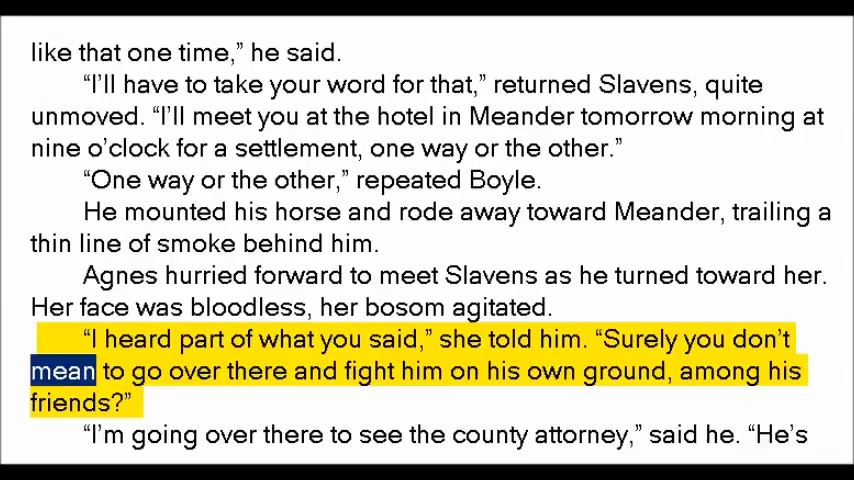 like that one time,” he said.
“I’ll have to take your word for that,” returned Slavens, quite
unmoved. “I’ll meet you at the hotel in Meander tomorrow morning at
nine o’clock for a settlement, one way or the other.”
“One way or the other,” repeated Boyle.
He mounted his horse and rode away toward Meander, trailing a
thin line of smoke behind him.
Agnes hurried forward to meet Slavens as he turned toward her.
Her face was bloodless, her bosom agitated.
“I heard part of what you said,” she told him. “Surely you don’t
mean to go over there and fight him on his own ground, among his
friends?”
“I’m going over there to see the county attorney,” said he. “He’s